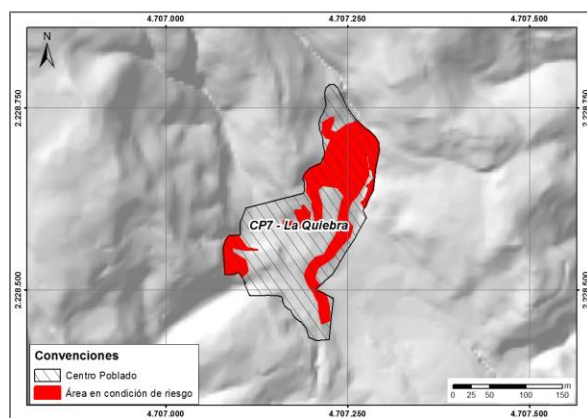 4.707.000 4.707.250 4.707.500
N
2.228.750 2.228.750
CP7 - La Quiebra
2.228.500 2.228.500
Convenciones
Centro Poblado
Área en condición de riesgo
m
0 25 50 100 150
4.707.000 4.707.250 4.707.500